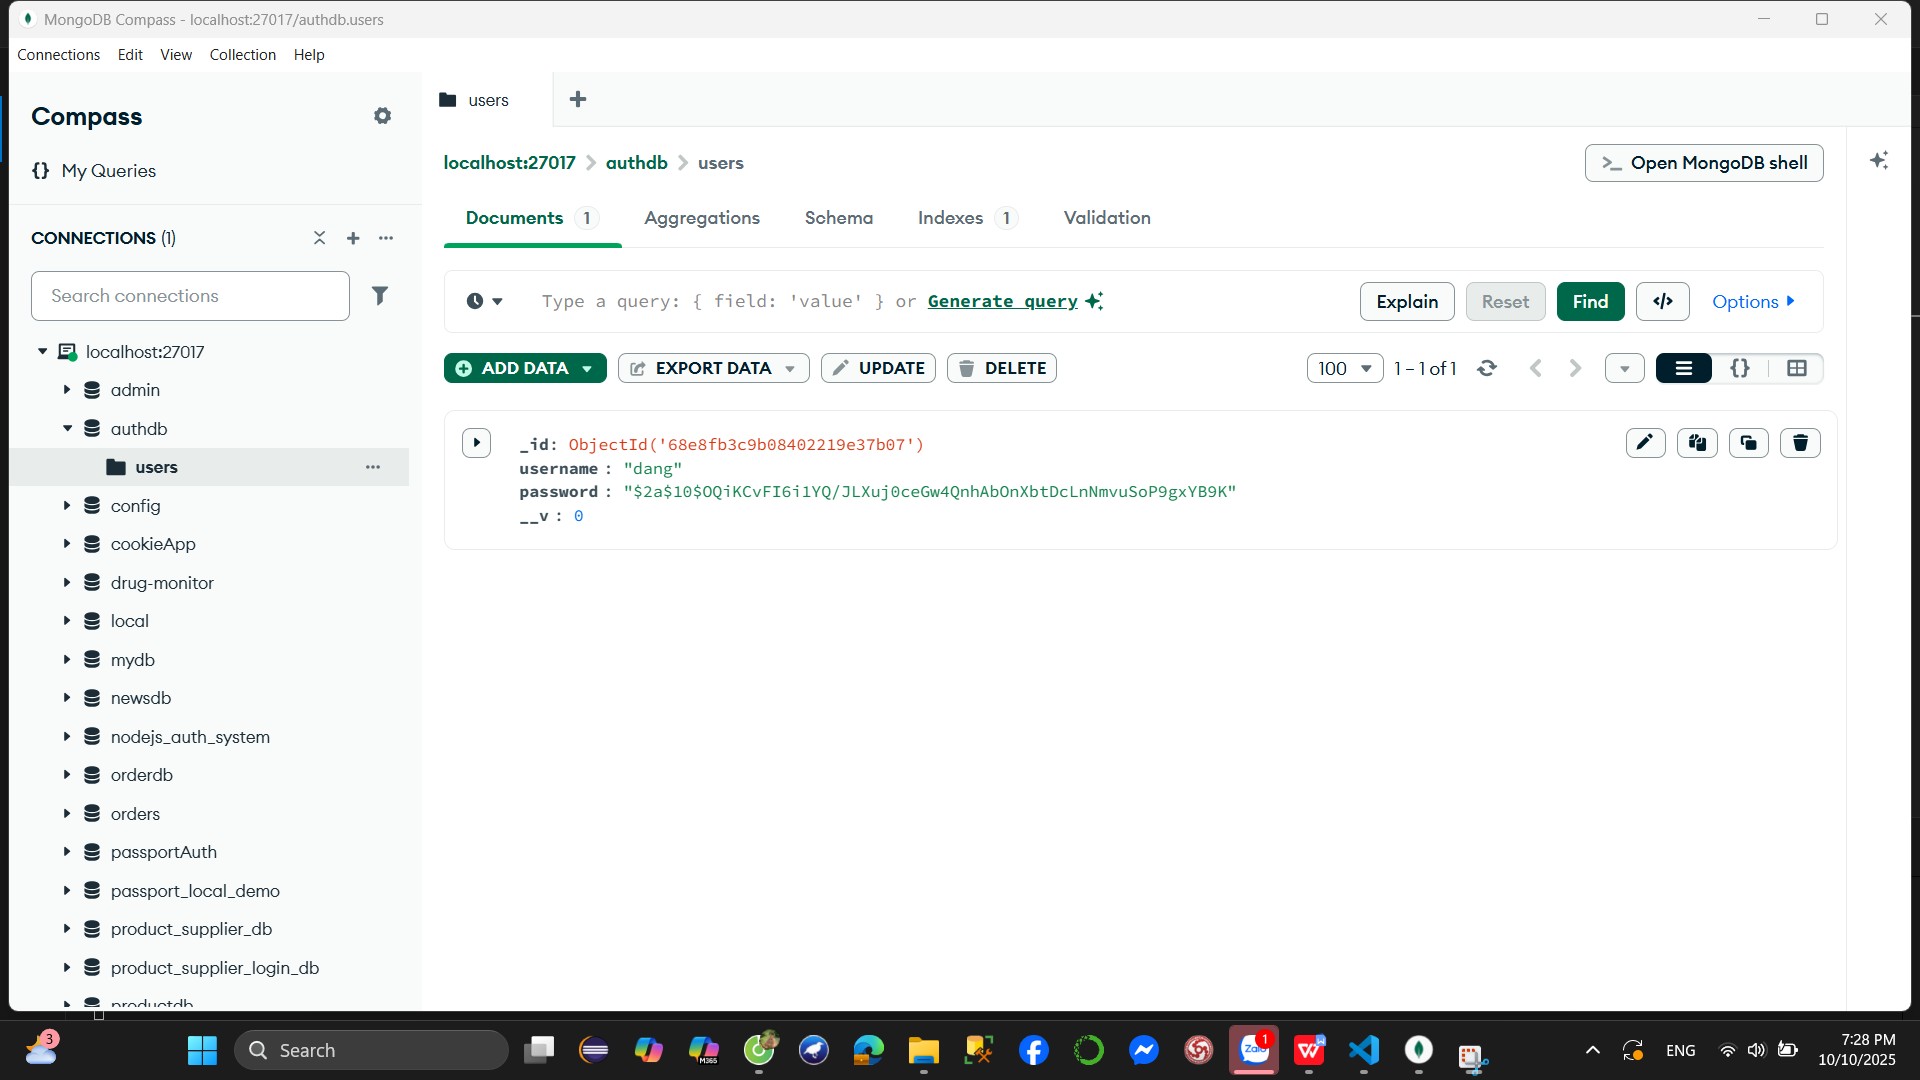 MongoDB Compass - localhost:27017/authdb.users
Connections Edit View Collection Help
Compass
{} My Queries
CONNECTIONS (1)
Search connections
localhost:27017
admin
authdb
users
config
cookieApp
drug-monitor
local
mydb
newsdb
nodejs_auth_system
orderdb
orders
passportAuth
passport_local_demo
product_supplier_db
product_supplier_login_db
productdb
users
localhost:27017 > authdb > users
>_ Open MongoDB shell
Documents 1 Aggregations Schema Indexes 1 Validation
Type a query: { field: 'value' } or Generate query
Explain Reset Find </> Options
ADD DATA EXPORT DATA UPDATE DELETE
100 1 – 1 of 1 {}
_id: ObjectId('68e8fb3c9b08402219e37b07')
username : "dang"
password : "$2a$10$OQiKCvFI6i1YQ/JLXuj0ceGw4QnhAbOnXbtDcLnNmvuSoP9gxYB9K"
__v : 0
3
Search
M365
Zalo 1
W
ENG
7:28 PM
10/10/2025